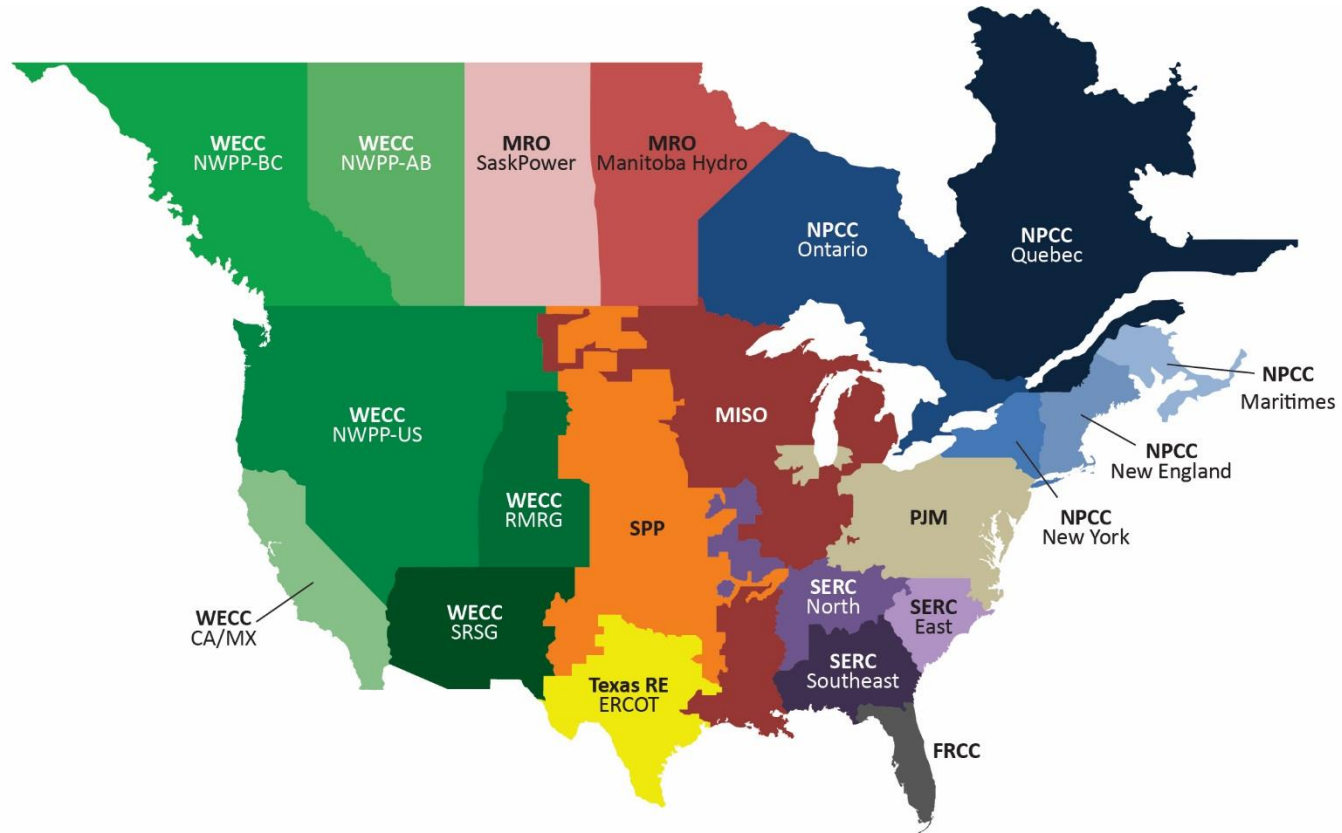 WECC
NWPP-BC
WECC
NWPP-AB
MRO
SaskPower
MRO
Manitoba Hydro
NPCC
Ontario
NPCC
Quebec
NPCC
Maritimes
NPCC
New England
NPCC
New York
WECC
NWPP-US
MISO
WECC
RMRG
SPP
PJM
WECC
CA/MX
WECC
SRSG
SERC
North
SERC
East
SERC
Southeast
Texas RE
ERCOT
FRCC